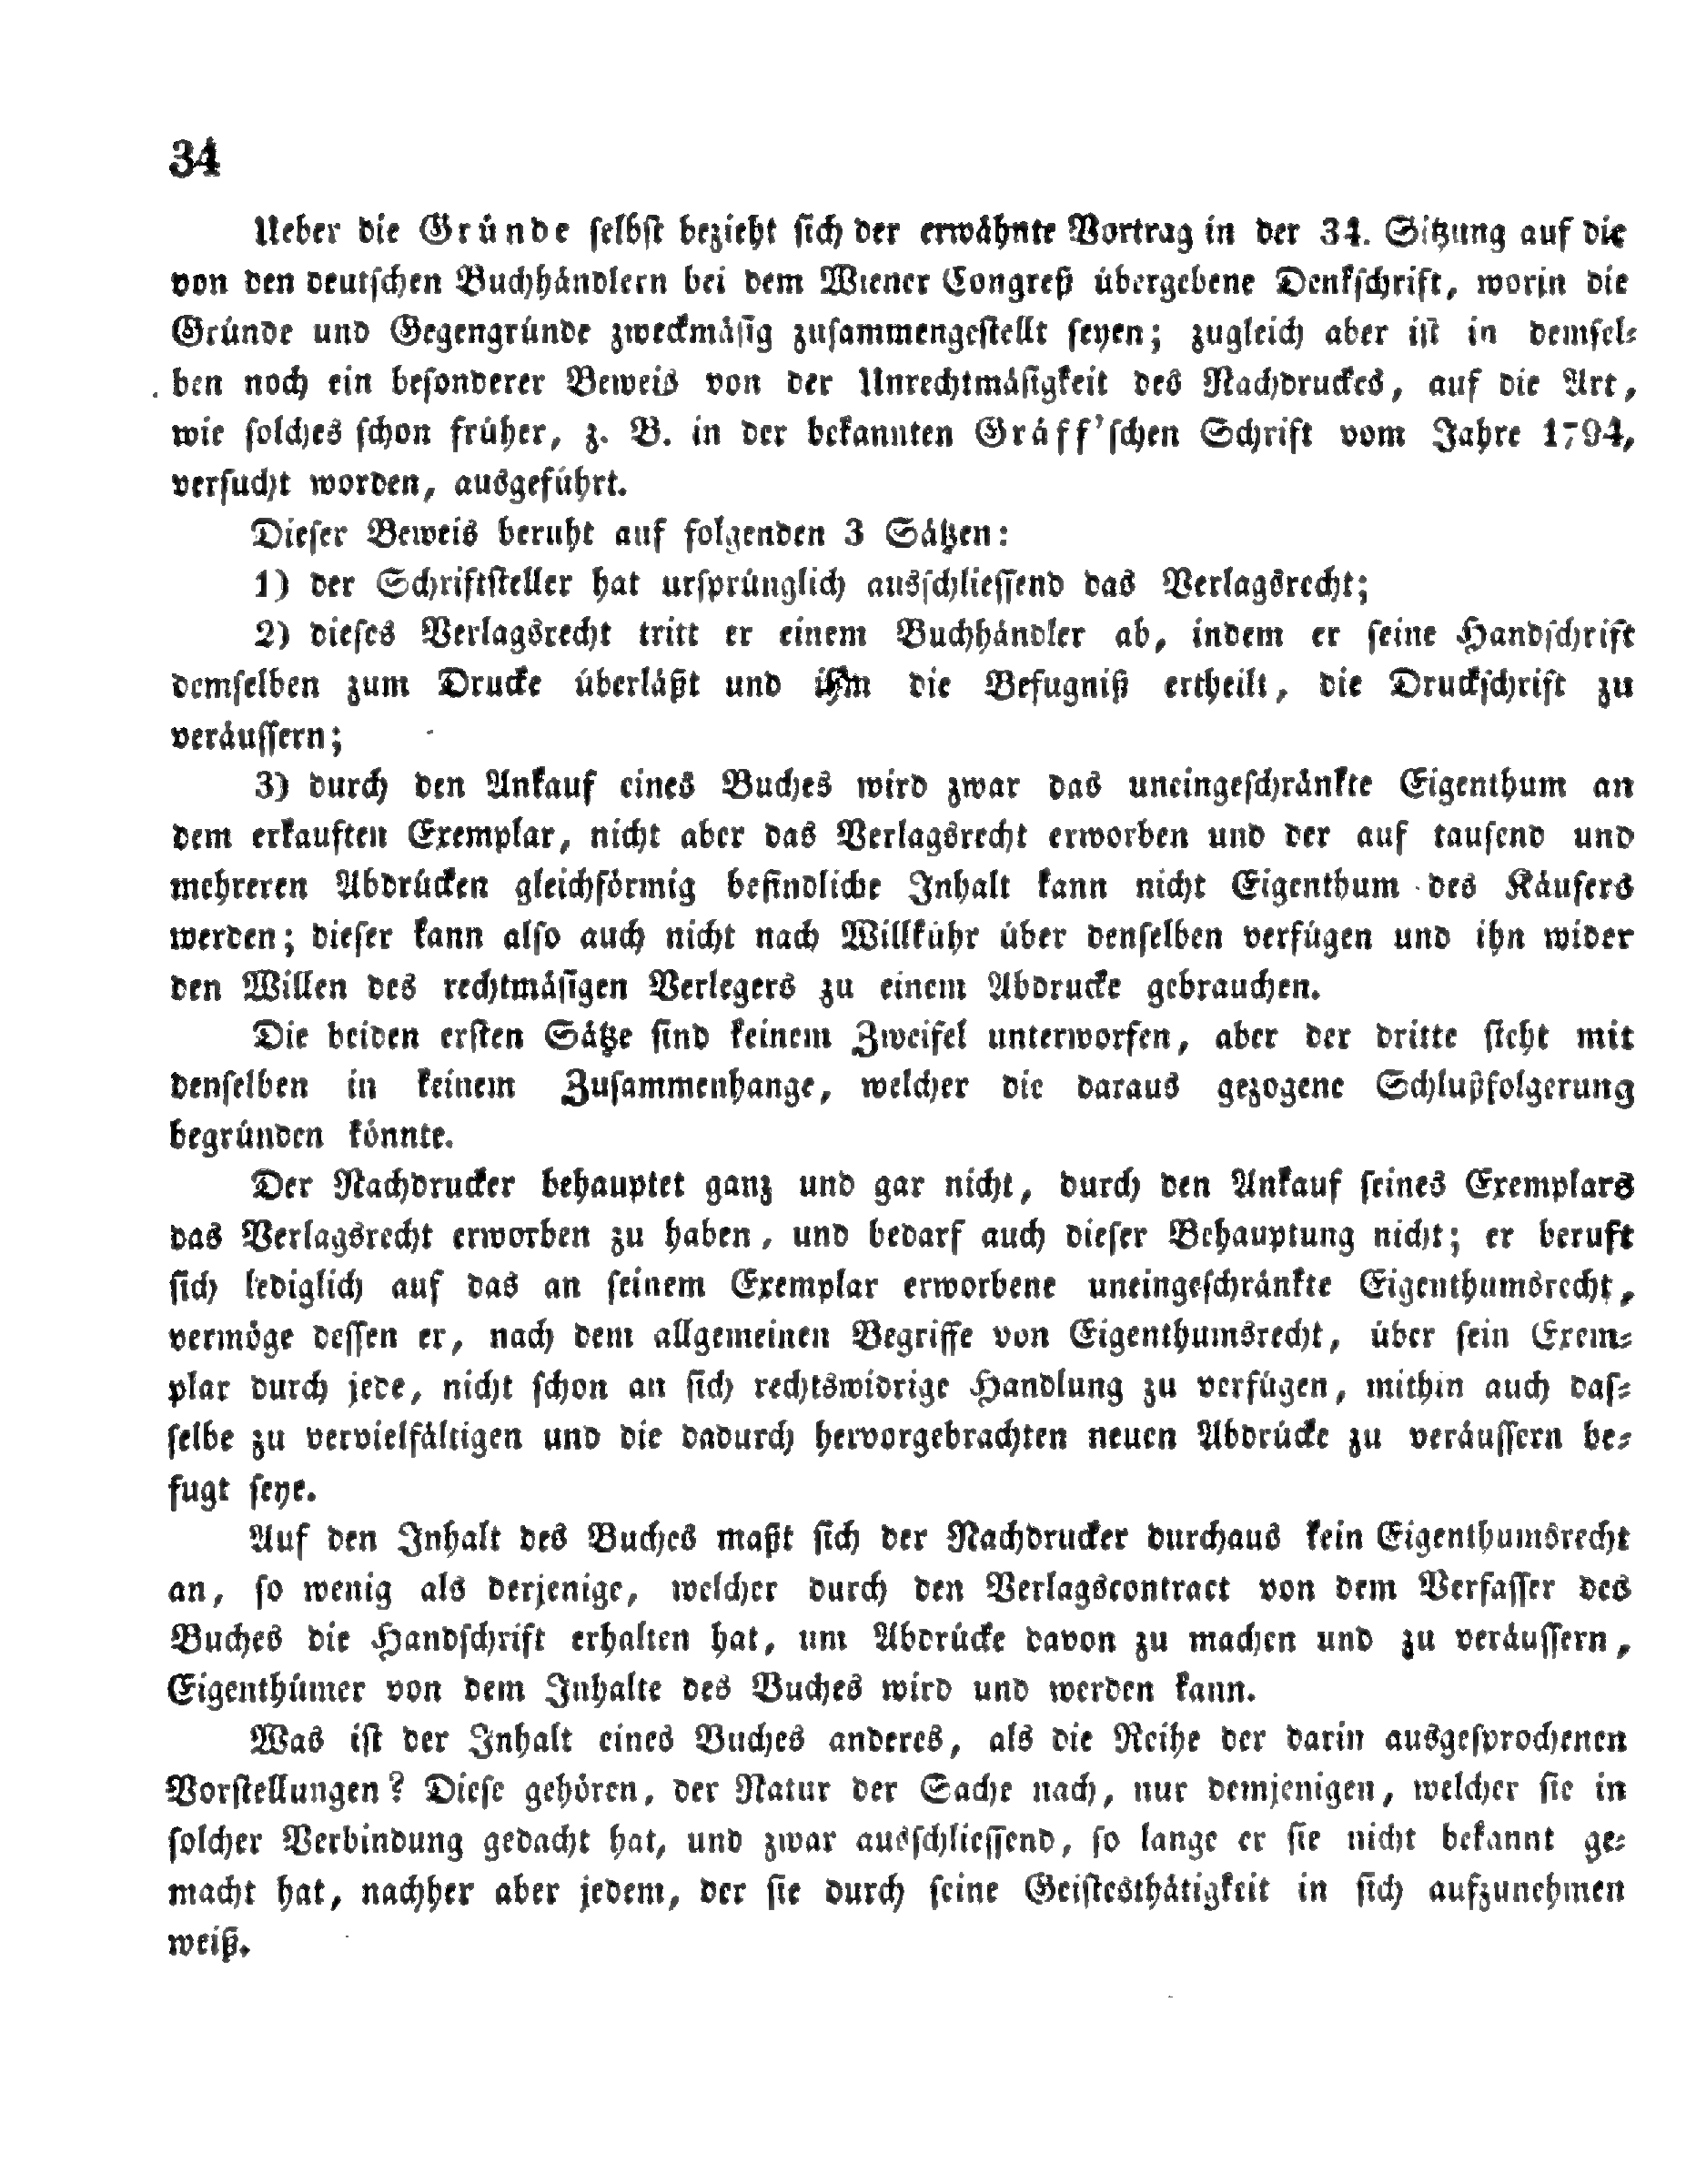 34
Ueber die Gründe ſelbſt bezieht ſich der erwähnte Vortrag in der 34. Sitzung auf die
von den deutſchen Buchhändlern bei dem Wiener Congreß übergebene Denkſchrift, worin die
Gründe und Gegengründe zweckmäſig zuſammengeſtellt ſeyen; zugleich aber iſt in demſel⸗
ben noch ein beſonderer Beweis von der Unrechtmäſigkeit des Nachdruckes, auf die Art,
wie ſolches ſchon früher, z. B. in der bekannten Gräff'ſchen Schrift vom Jahre 1794,
verſucht worden, ausgeführt.
Dieſer Beweis beruht auf folgenden 3 Sätzen:
1) der Schriftſteller hat urſprünglich ausſchlieſſend das Verlagsrecht;
2) dieſes Verlagsrecht tritt er einem Buchhändler ab, indem er ſeine Handſchrift
demſelben zum Drucke überläßt und ihm die Befugniß ertheilt, die Druckſchrift zu
veräuſſern;
3) durch den Ankauf eines Buches wird zwar das uneingeſchränkte Eigenthum an
dem erkauften Exemplar, nicht aber das Verlagsrecht erworben und der auf tauſend und
mehreren Abdrücken gleichförmig befindliche Inhalt kann nicht Eigenthum des Käufers
werden; dieſer kann alſo auch nicht nach Willkühr über denſelben verfügen und ihn wider
den Willen des rechtmäſigen Verlegers zu einem Abdrucke gebrauchen.
Die beiden erſten Sätze ſind keinem Zweifel unterworfen, aber der dritte ſteht mit
denſelben in keinem Zuſammenhange, welcher die daraus gezogene Schlußfolgerung
begründen könnte.
Der Nachdrucker behauptet ganz und gar nicht, durch den Ankauf ſeines Exemplars
das Verlagsrecht erworben zu haben, und bedarf auch dieſer Behauptung nicht; er beruft
ſich lediglich auf das an ſeinem Exemplar erworbene uneingeſchränkte Eigenthumsrecht,
vermöge deſſen er, nach dem allgemeinen Begriffe von Eigenthumsrecht, über ſein Exem⸗
plar durch jede, nicht ſchon an ſich rechtswidrige Handlung zu verfügen, mithin auch daſ⸗
ſelbe zu vervielfältigen und die dadurch hervorgebrachten neuen Abdrücke zu veräuſſern be⸗
fugt ſeye.
Auf den Inhalt des Buches maßt ſich der Nachdrucker durchaus kein Eigenthumsrecht
an, ſo wenig als derjenige, welcher durch den Verlagscontract von dem Verfaſſer des
Buches die Handſchrift erhalten hat, um Abdrücke davon zu machen und zu veräuſſern,
Eigenthümer von dem Inhalte des Buches wird und werden kann.
Was iſt der Inhalt eines Buches anderes, als die Reihe der darin ausgeſprochenen
Vorſtellungen? Dieſe gehören, der Natur der Sache nach, nur demjenigen, welcher ſie in
ſolcher Verbindung gedacht hat, und zwar ausſchlieſſend, ſo lange er ſie nicht bekannt ge⸗
macht hat, nachher aber jedem, der ſie durch ſeine Geiſtesthätigkeit in ſich aufzunehmen
weiß.